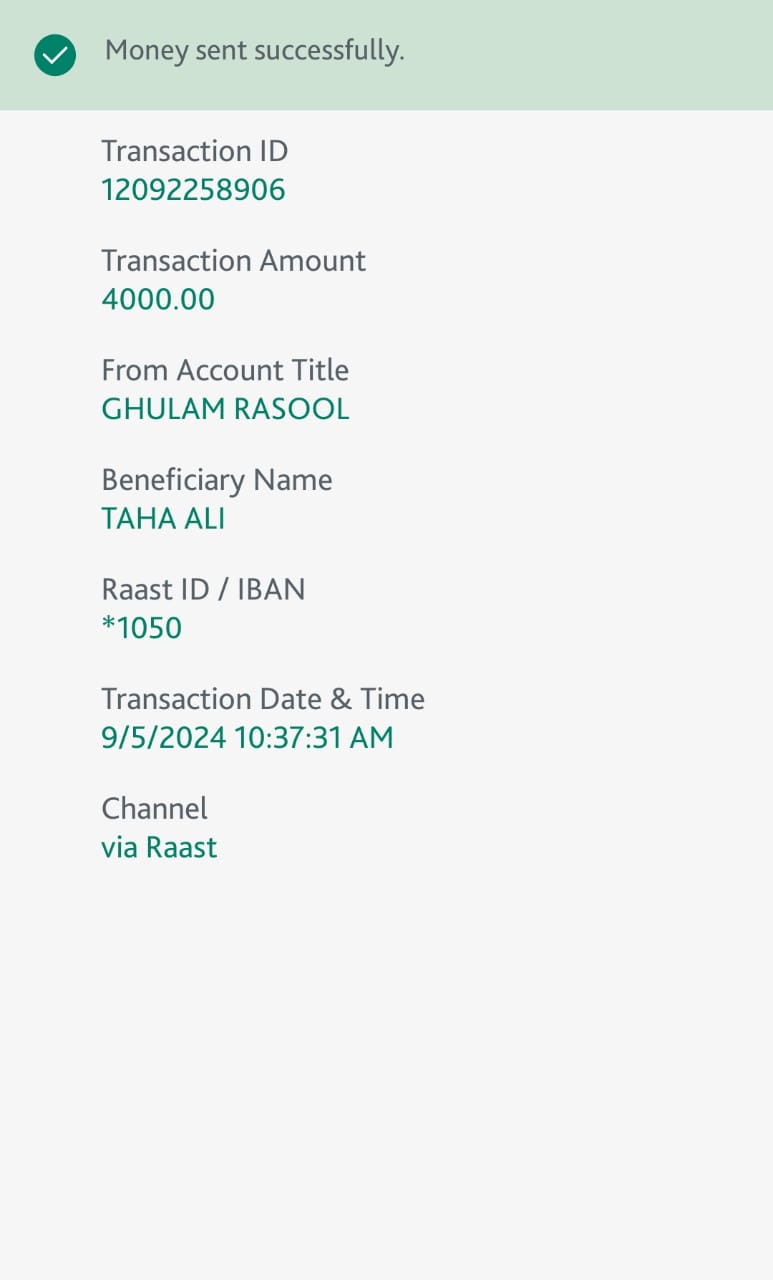 Money sent successfully.
Transaction ID
12092258906
Transaction Amount
4000.00
From Account Title
GHULAM RASOOL
Beneficiary Name
TAHA ALI
Raast ID / IBAN
*1050
Transaction Date & Time
9/5/2024 10:37:31 AM
Channel
via Raast